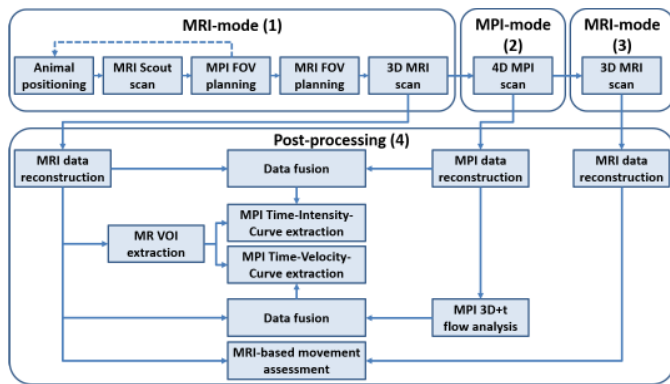 MRI-mode (1)
MPI-mode
(2)
MRI-mode
(3)
Animal
positioning
MRI Scout
scan
MPI FOV
planning
MRI FOV
planning
3D MRI
scan
4D MPI
scan
3D MRI
scan
Post-processing (4)
MRI data
reconstruction
Data fusion
MPI data
reconstruction
MRI data
reconstruction
MPI Time-Intensity-
Curve extraction
MR VOI
extraction
MPI Time-Velocity-
Curve extraction
Data fusion
MPI 3D+t
flow analysis
MRI-based movement
assessment